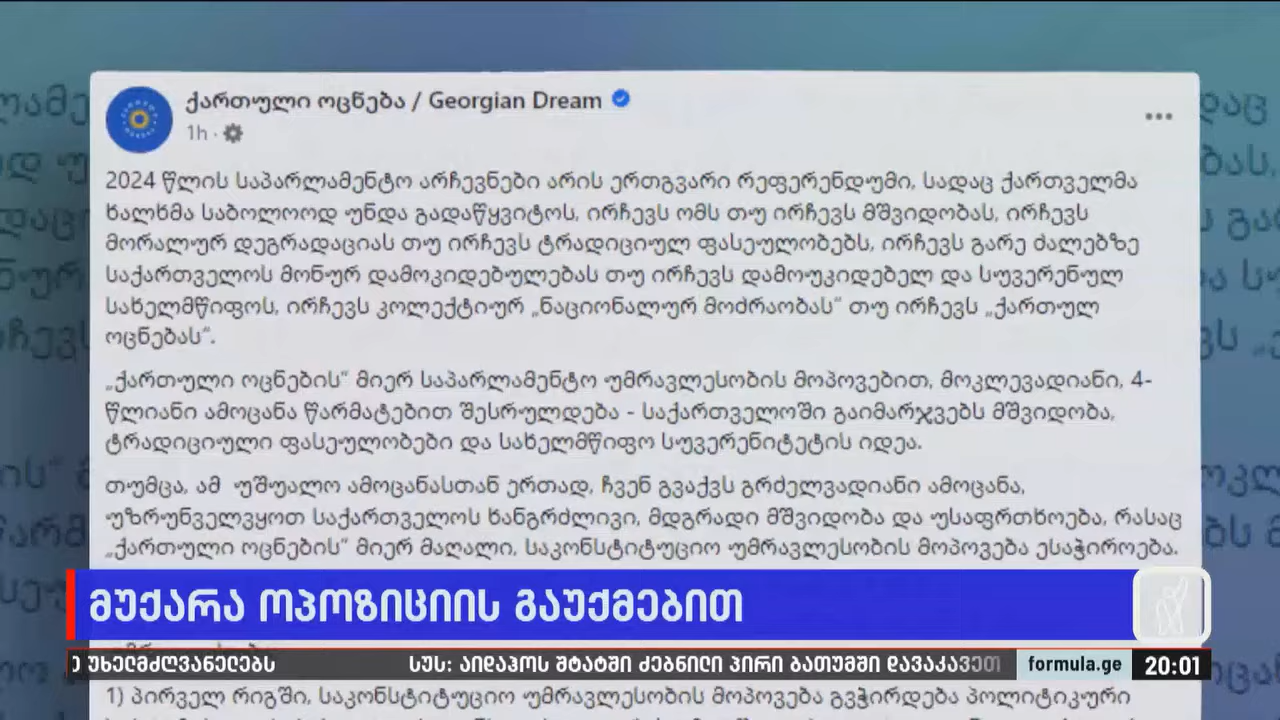 ქართული ოცნება / Georgian Dream
1h
2024 წლის საპარლამენტო არჩევნები არის ერთგვარი რეფერენდუმი, სადაც ქართველმა
ხალხმა საბოლოოდ უნდა გადაწყვიტოს, ირჩევს ომს თუ ირჩევს მშვიდობას, ირჩევს
მორალურ დეგრადაციას თუ ირჩევს ტრადიციულ ფასეულობებს, ირჩევს გარე ძალებზე
საქართველოს მონურ დამოკიდებულებას თუ ირჩევს დამოუკიდებელ და სუვერენულ
სახელმწიფოს, ირჩევს კოლექტიურ „ნაციონალურ მოძრაობას“ თუ ირჩევს „ქართულ
ოცნებას“.
„ქართული ოცნების“ მიერ საპარლამენტო უმრავლესობის მოპოვებით, მოკლევადიანი, 4-
წლიანი ამოცანა წარმატებით შესრულდება - საქართველოში გაიმარჯვებს მშვიდობა,
ტრადიციული ფასეულობები და სახელმწიფო სუვერენიტეტის იდეა.
თუმცა, ამ უშუალო ამოცანასთან ერთად, ჩვენ გვაქვს გრძელვადიანი ამოცანა,
უზრუნველვყოთ საქართველოს ხანგრძლივი, მდგრადი მშვიდობა და უსაფრთხოება, რასაც
„ქართული ოცნების“ მიერ მაღალი, საკონსტიტუციო უმრავლესობის მოპოვება ესაჭიროება.
მუქარა ოპოზიციის გაუქმებით
უხელმძღვანელებს სუს: აიდაჰოს შტატში ძებნილი პირი ბათუმში დავაკავეთ formula.ge 20:01
1) პირველ რიგში, საკონსტიტუციო უმრავლესობის მოპოვება გვჭირდება პოლიტიკური